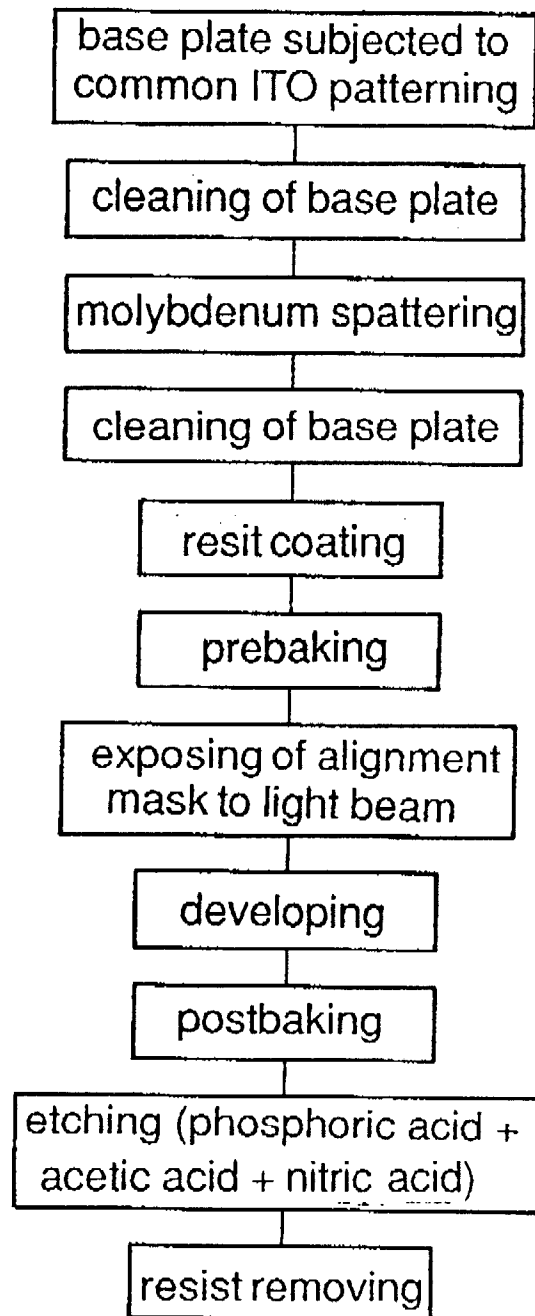 base plate subjected to
common ITO patterning
cleaning of base plate
molybdenum spattering
cleaning of base plate
resit coating
prebaking
exposing of alignment
mask to light beam
developing
postbaking
etching (phosphoric acid +
acetic acid + nitric acid)
resist removing